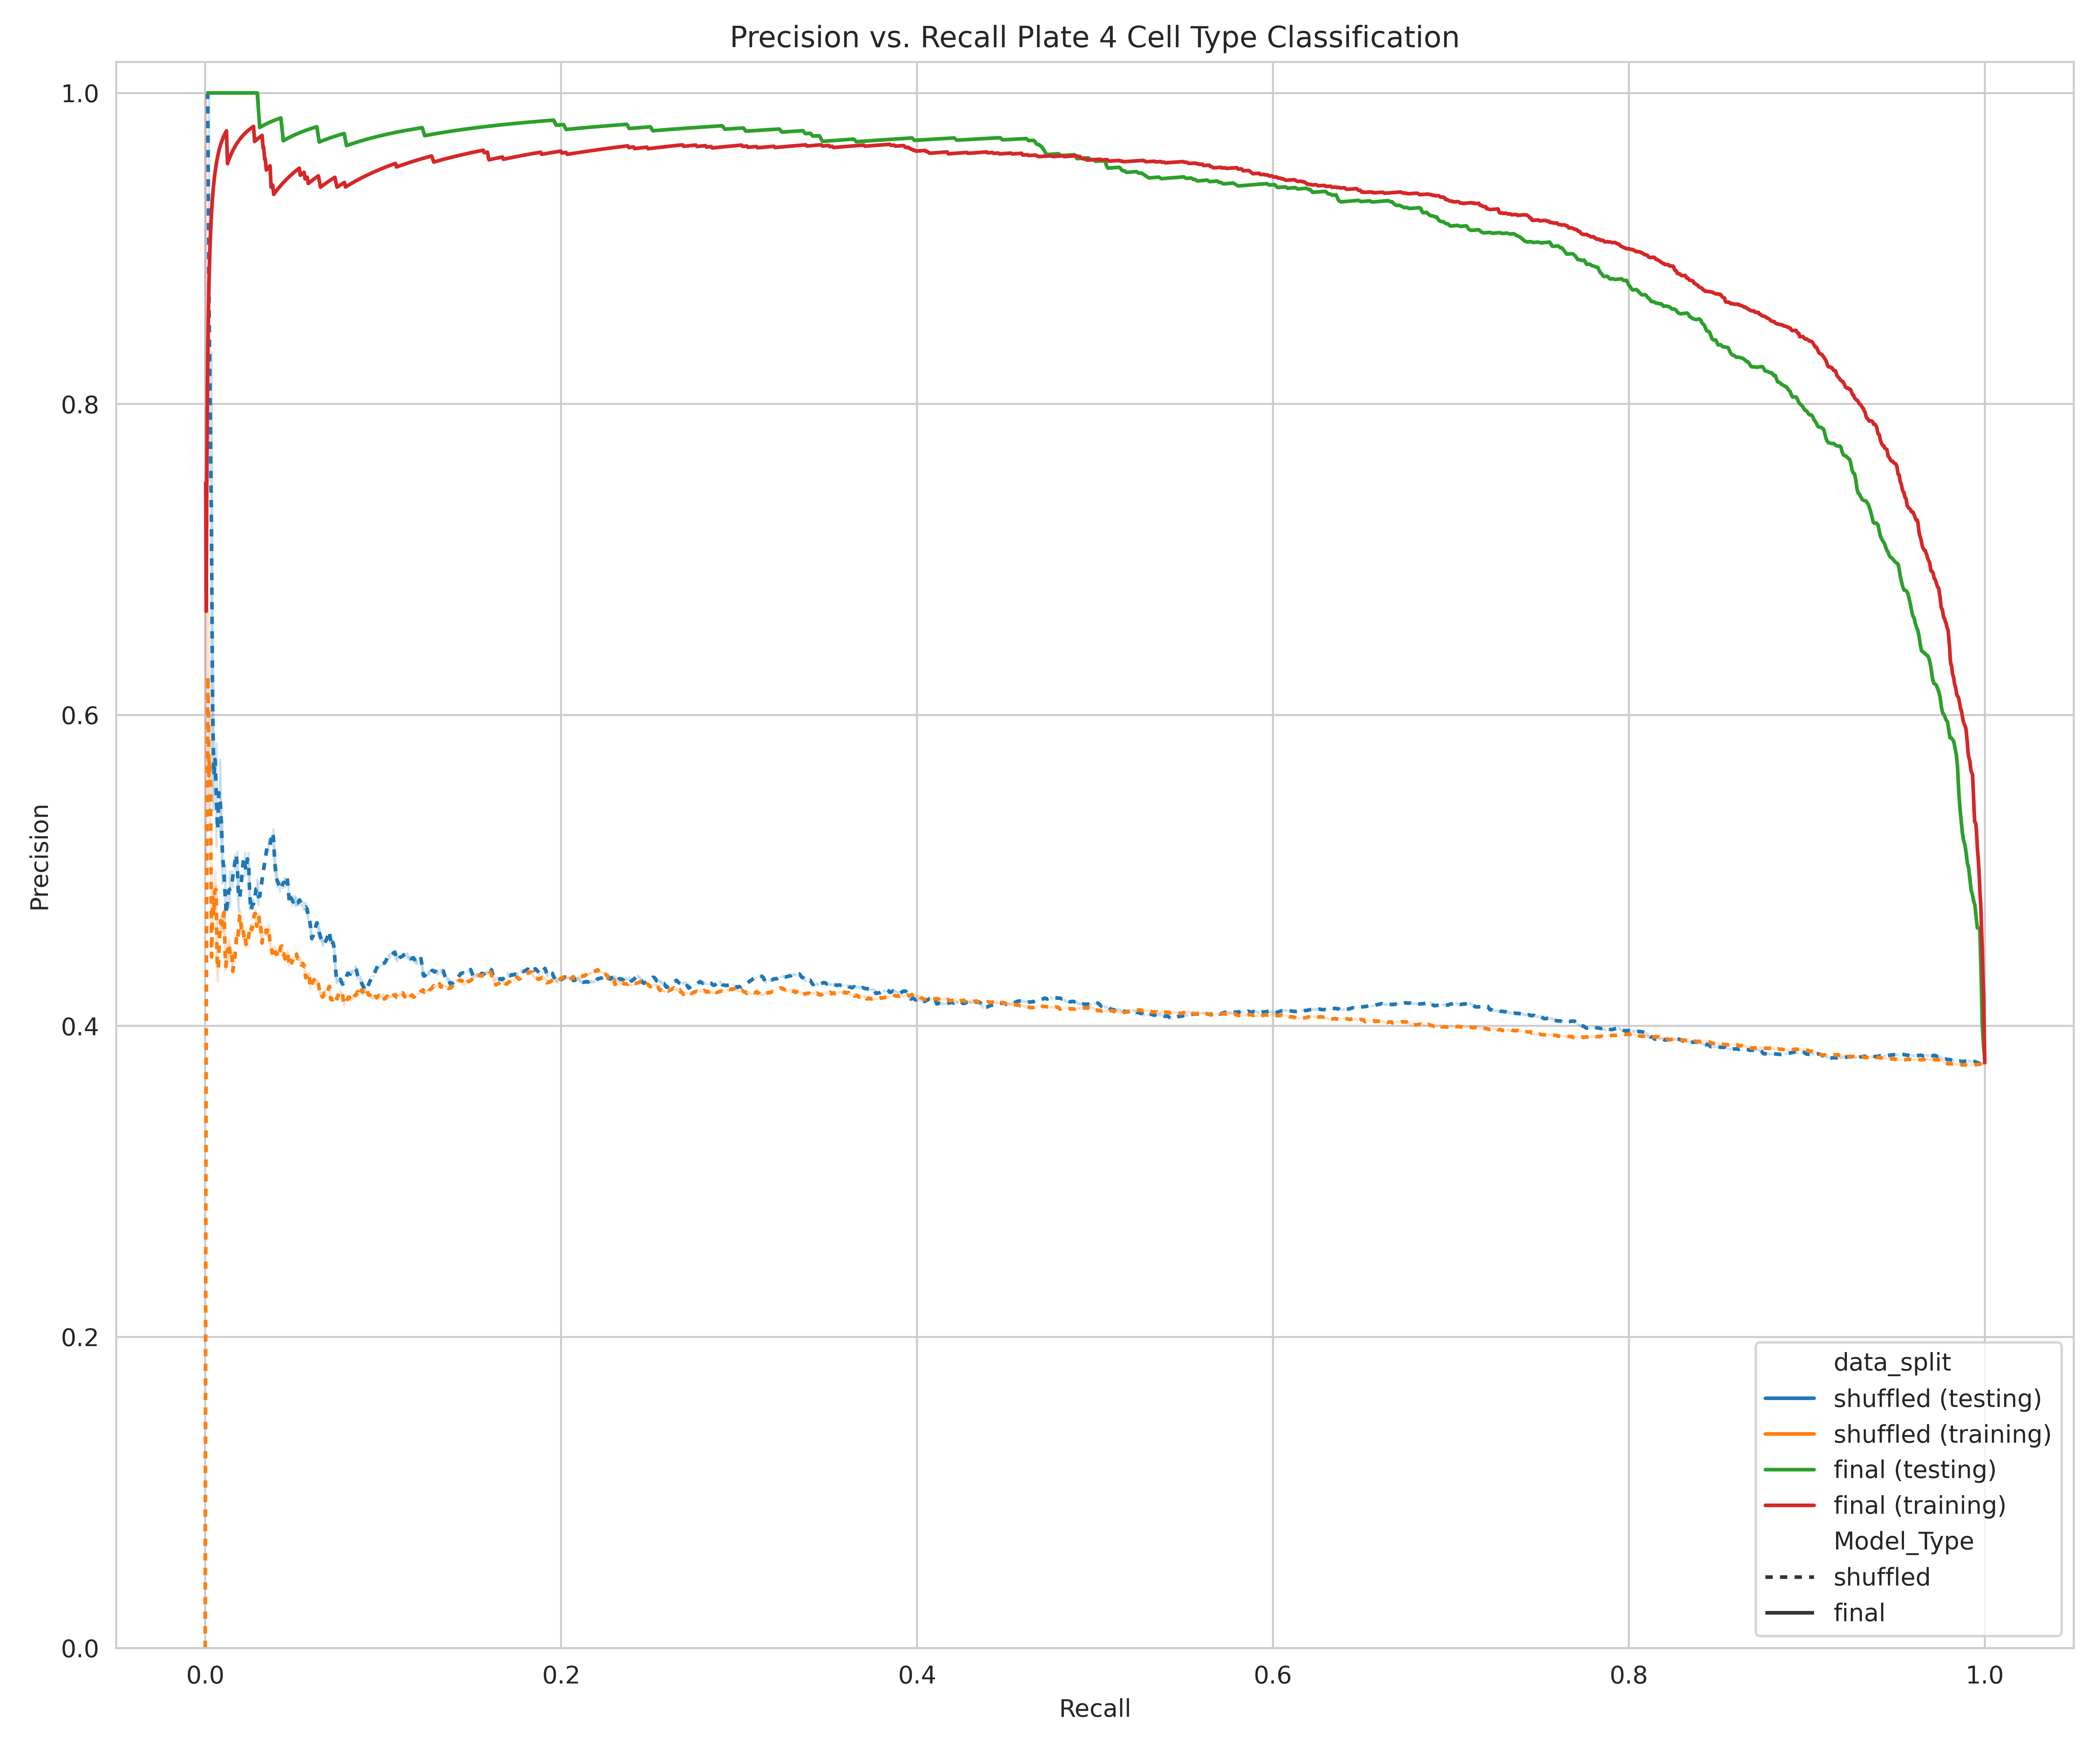 Precision vs. Recall Plate 4 Cell Type Classification
Precision
1.0
0.8
0.6
0.4
0.2
0.0
0.0 0.2 0.4 0.6 0.8 1.0
Recall
data_split
shuffled (testing)
shuffled (training)
final (testing)
final (training)
Model_Type
shuffled
final